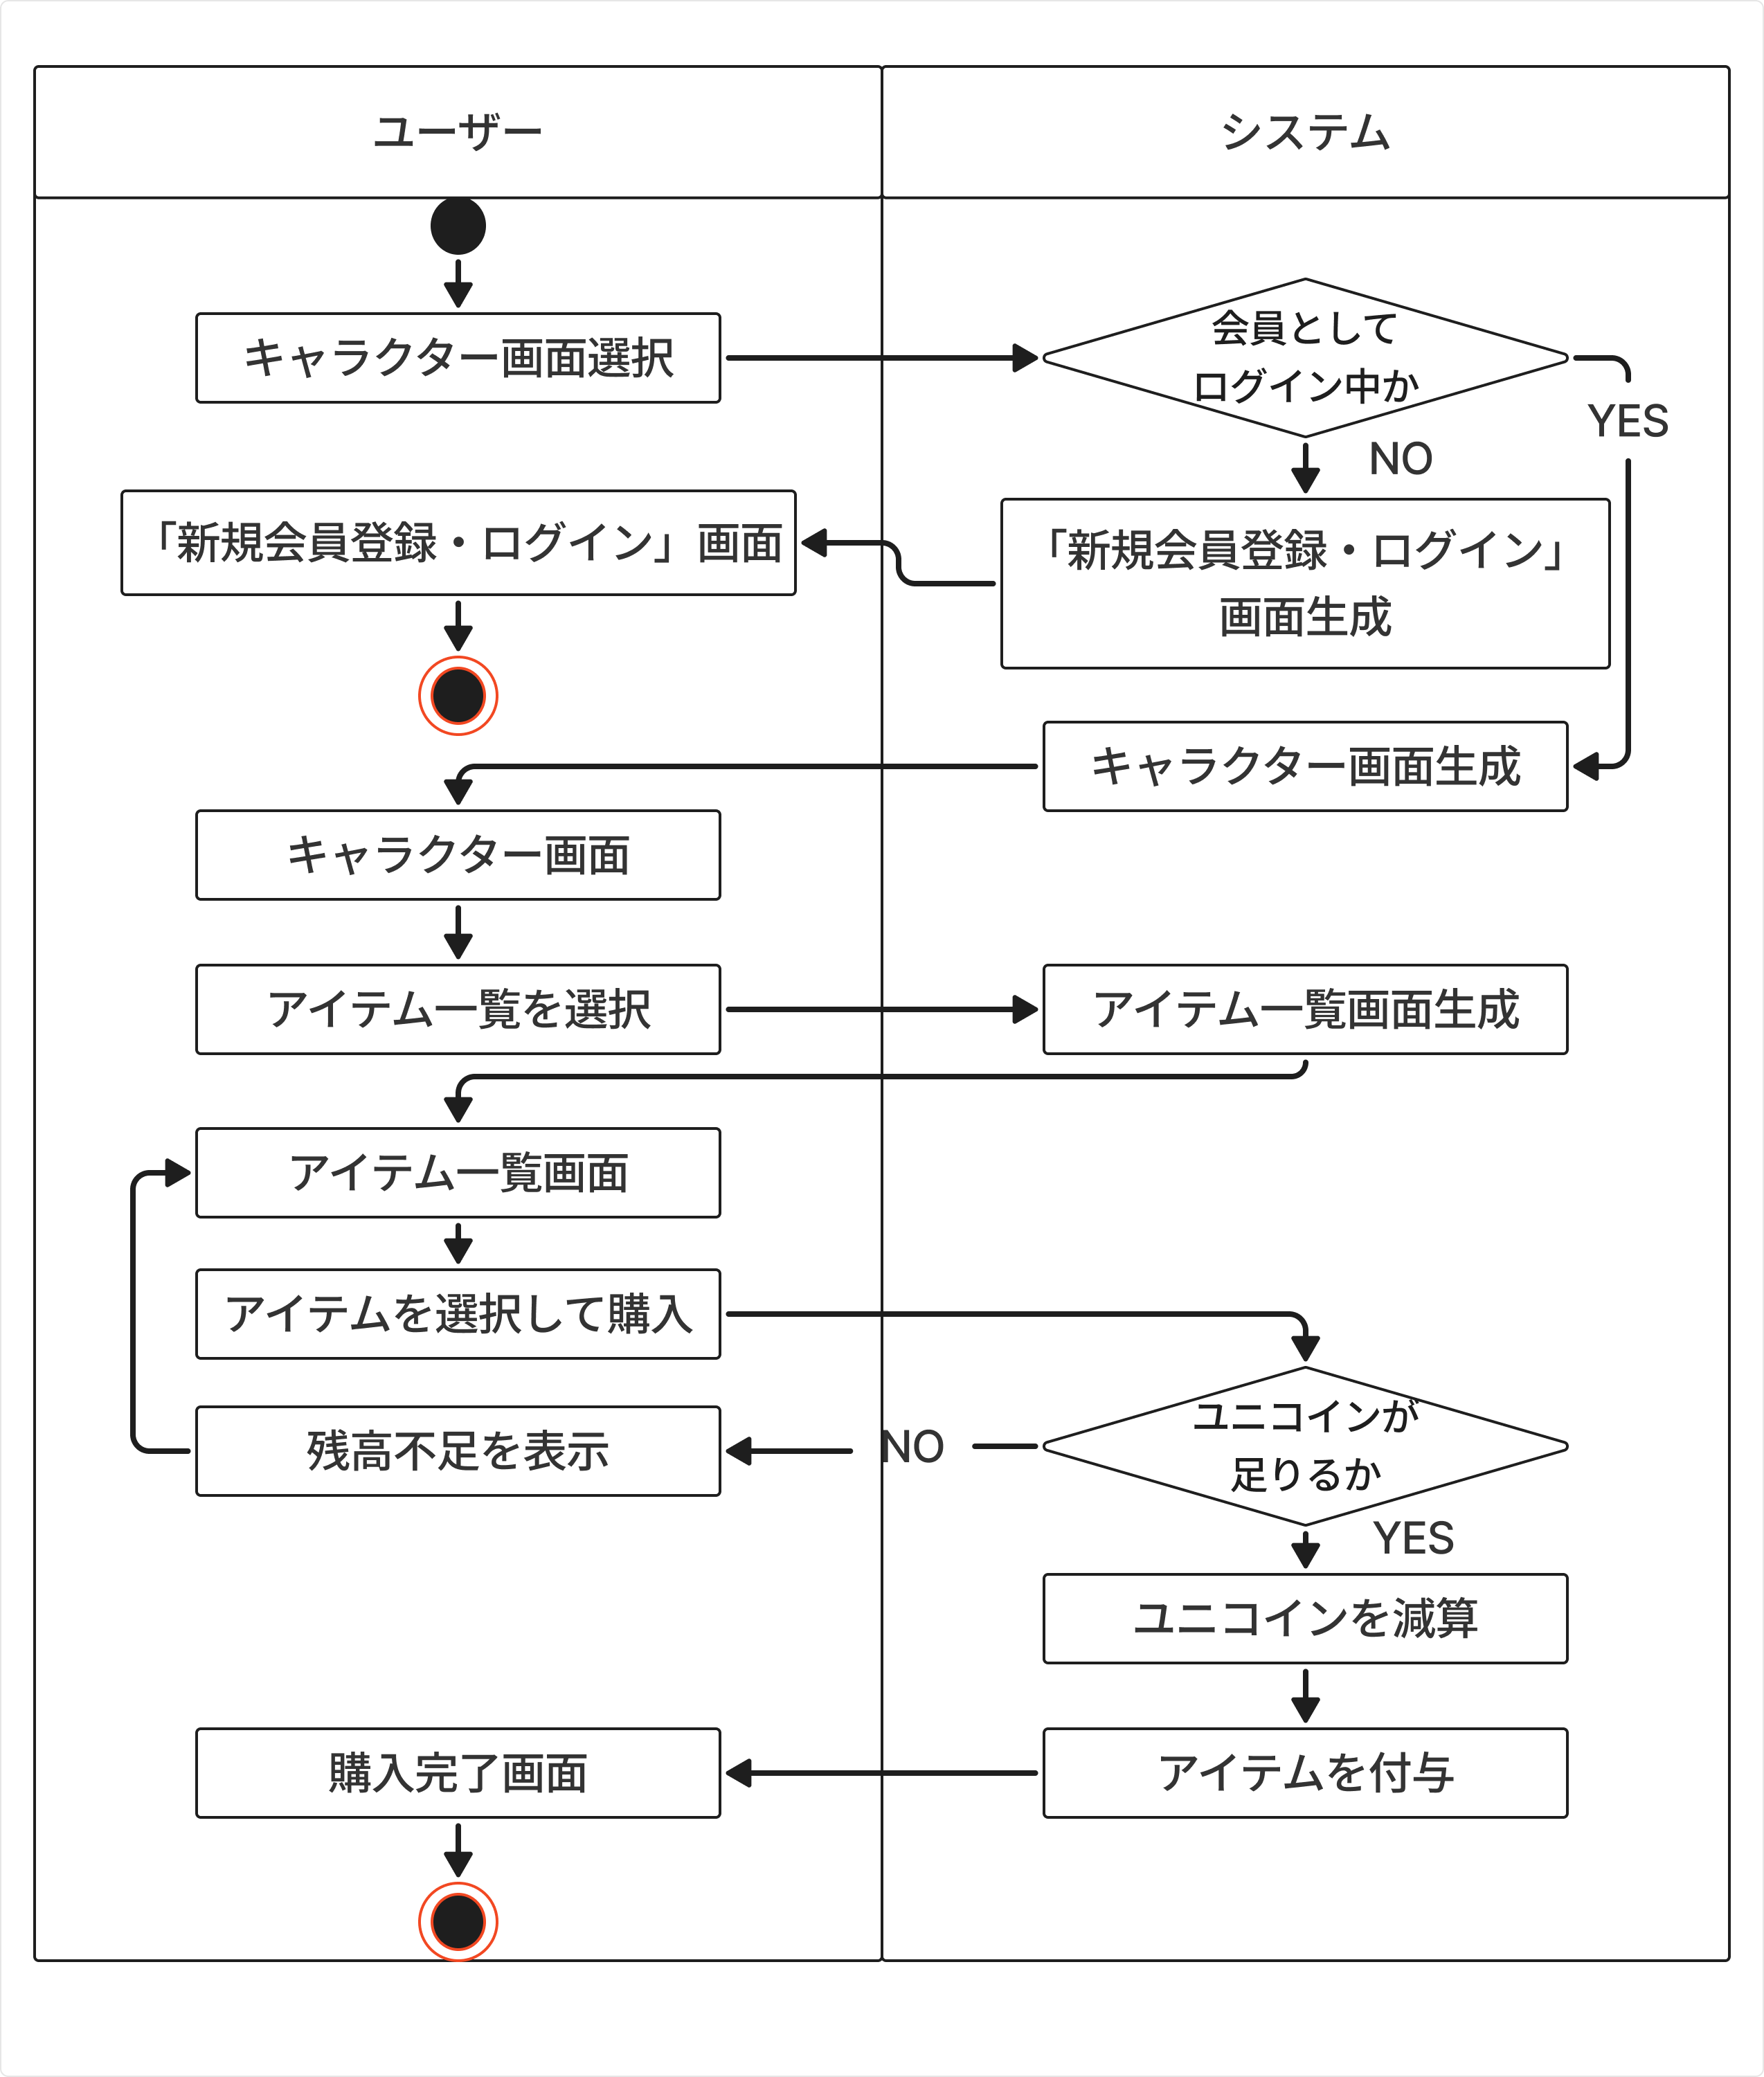 ユーザー
システム
キャラクター画面選択
会員として
ログイン中か
YES
NO
「新規会員登録・ログイン」画面
「新規会員登録・ログイン」
画面生成
キャラクター画面生成
キャラクター画面
アイテム一覧を選択
アイテム一覧画面生成
アイテム一覧画面
アイテムを選択して購入
残高不足を表示
NO
ユニコインが
足りるか
YES
ユニコインを減算
購入完了画面
アイテムを付与